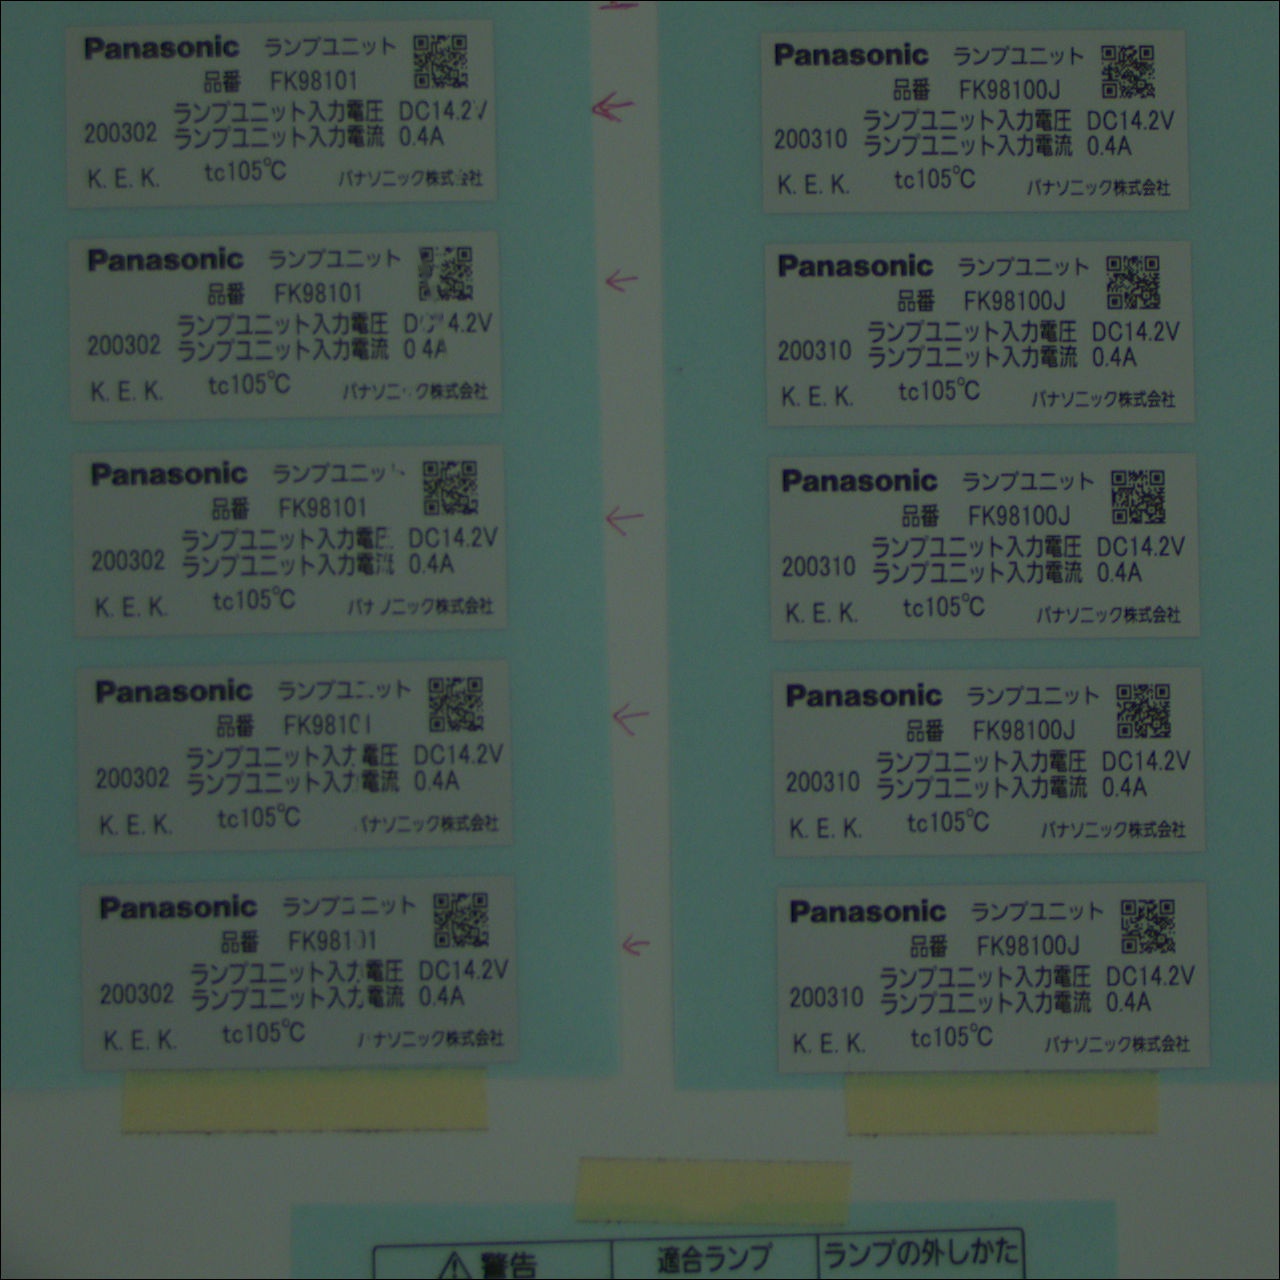 Panasonic ランプユニット
品番 FK98101
ランプユニット入力電圧 DC14.2V
200302 ランプユニット入力電流 0.4A
K. E. K. tc105℃ パナソニック株式会社
Panasonic ランプユニット
品番 FK98101
ランプユニット入力電圧 4.2V
200302 ランプユニット入力電流 0 4A
K. E. K. tc105℃ パナソニック株式会社
Panasonic ランプユニット
品番 FK98101
ランプユニット入力電圧 DC14.2V
200302 ランプユニット入力電流 0.4A
K. E. K. tc105℃ パナソニック株式会社
Panasonic ランプユニット
品番 FK98101
ランプユニット入力電圧 DC14.2V
200302 ランプユニット入力電流 0.4A
K. E. K. tc105℃ パナソニック株式会社
Panasonic ランプユニット
品番 FK98101
ランプユニット入力電圧 DC14.2V
200302 ランプユニット入力電流 0.4A
K. E. K. tc105℃ パナソニック株式会社
Panasonic ランプユニット
品番 FK98100J
ランプユニット入力電圧 DC14.2V
200310 ランプユニット入力電流 0.4A
K. E. K. tc105℃ パナソニック株式会社
Panasonic ランプユニット
品番 FK98100J
ランプユニット入力電圧 DC14.2V
200310 ランプユニット入力電流 0.4A
K. E. K. tc105℃ パナソニック株式会社
Panasonic ランプユニット
品番 FK98100J
ランプユニット入力電圧 DC14.2V
200310 ランプユニット入力電流 0.4A
K. E. K. tc105℃ パナソニック株式会社
Panasonic ランプユニット
品番 FK98100J
ランプユニット入力電圧 DC14.2V
200310 ランプユニット入力電流 0.4A
K. E. K. tc105℃ パナソニック株式会社
Panasonic ランプユニット
品番 FK98100J
ランプユニット入力電圧 DC14.2V
200310 ランプユニット入力電流 0.4A
K. E. K. tc105℃ パナソニック株式会社
⚠警告 適合ランプ ランプの外しかた